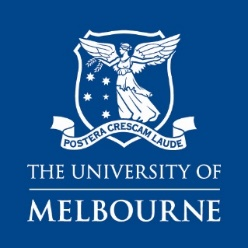 POSTERA CRESCAM LAUDE
THE UNIVERSITY OF
MELBOURNE